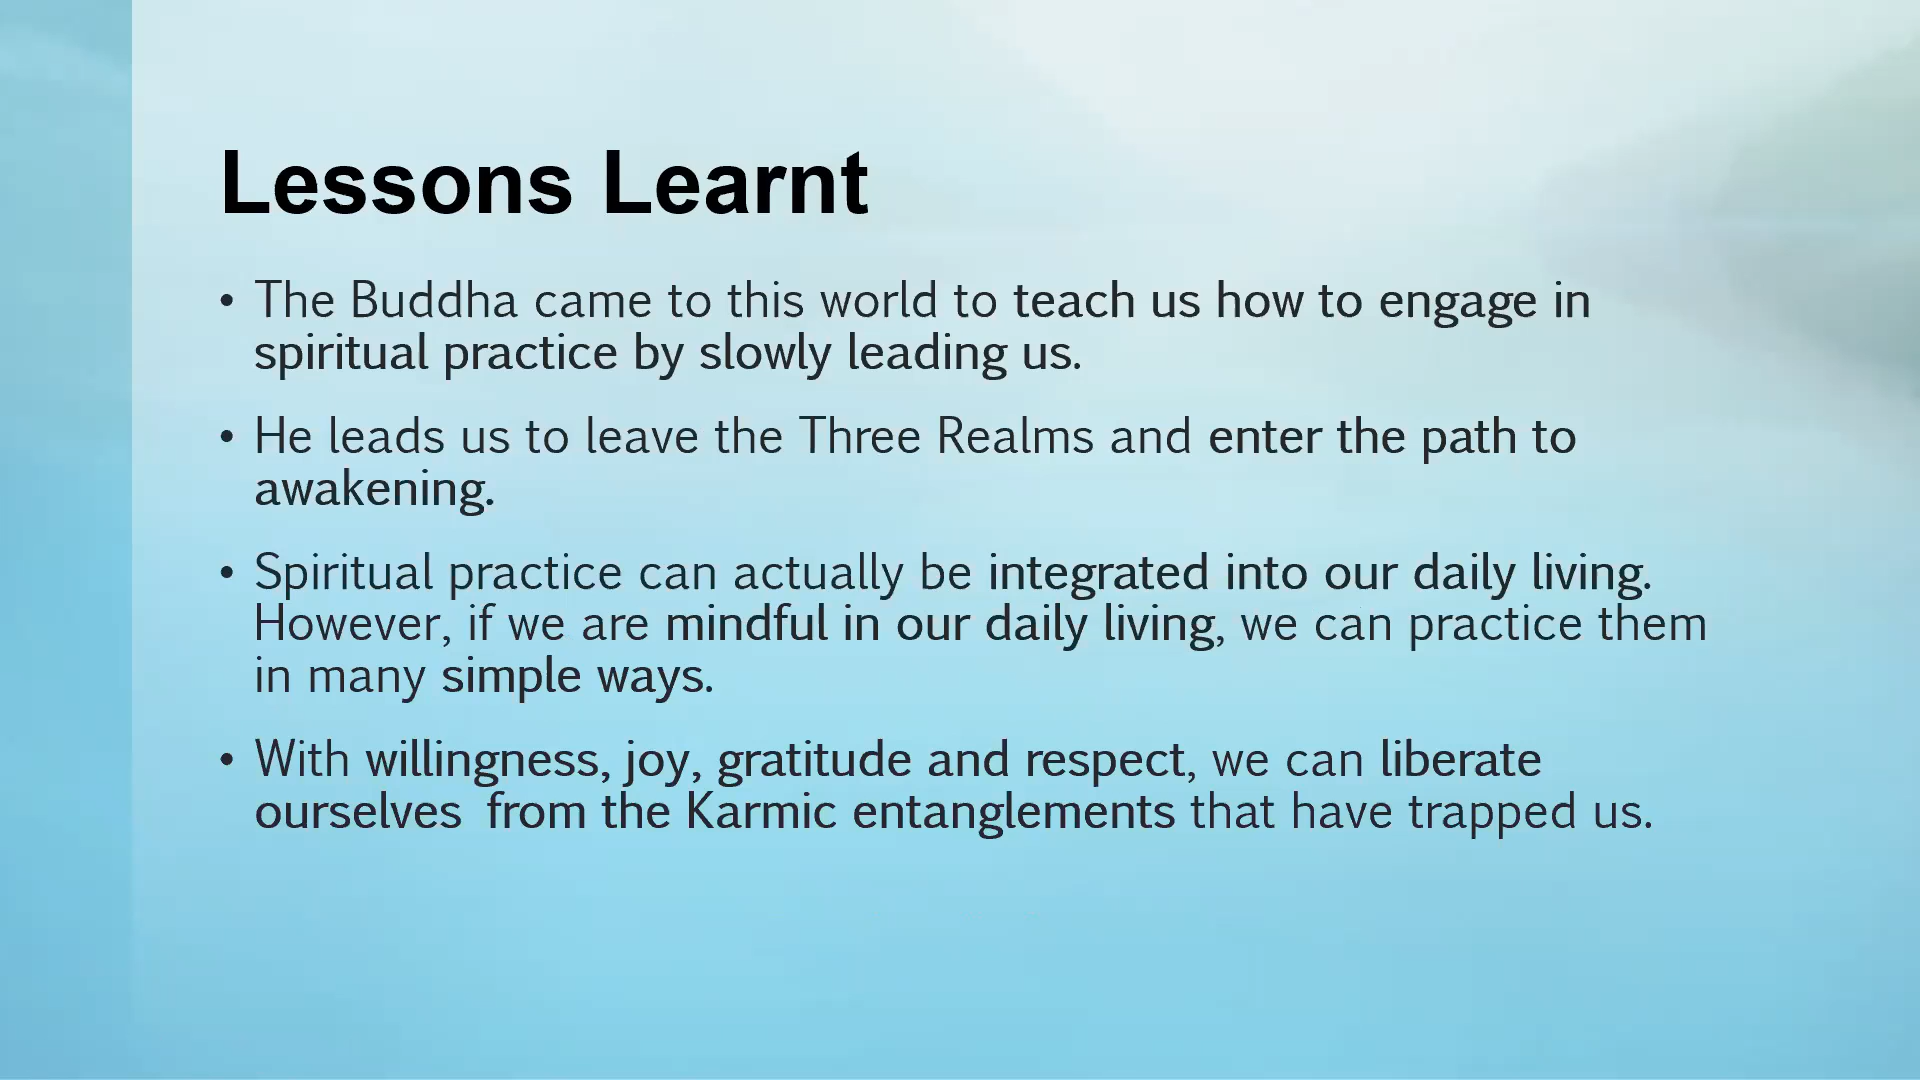 Lessons Learnt
• The Buddha came to this world to teach us how to engage in
spiritual practice by slowly leading us.
• He leads us to leave the Three Realms and enter the path to
awakening.
• Spiritual practice can actually be integrated into our daily living.
However, if we are mindful in our daily living, we can practice them
in many simple ways.
• With willingness, joy, gratitude and respect, we can liberate
ourselves from the Karmic entanglements that have trapped us.